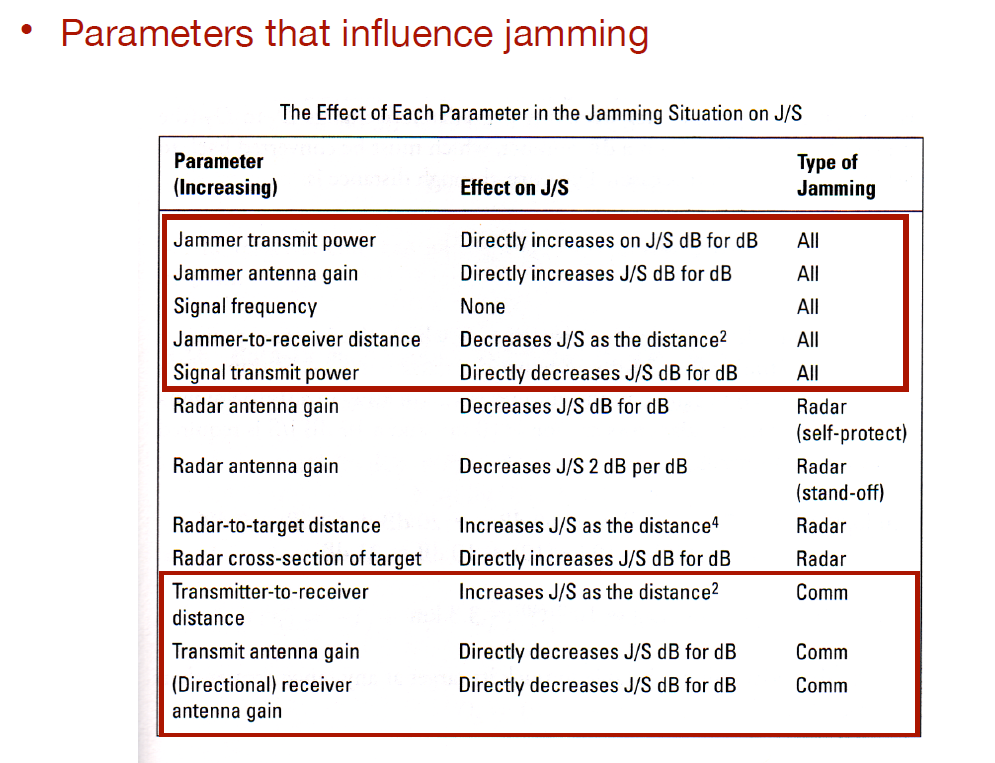 • Parameters that influence jamming
The Effect of Each Parameter in the Jamming Situation on J/S
Parameter (Increasing) Effect on J/S Type of Jamming
Jammer transmit power Directly increases on J/S dB for dB All
Jammer antenna gain Directly increases J/S dB for dB All
Signal frequency None All
Jammer-to-receiver distance Decreases J/S as the distance² All
Signal transmit power Directly decreases J/S dB for dB All
Radar antenna gain Decreases J/S dB for dB Radar (self-protect)
Radar antenna gain Decreases J/S 2 dB per dB Radar (stand-off)
Radar-to-target distance Increases J/S as the distance⁴ Radar
Radar cross-section of target Directly increases J/S dB for dB Radar
Transmitter-to-receiver distance Increases J/S as the distance² Comm
Transmit antenna gain Directly decreases J/S dB for dB Comm
(Directional) receiver antenna gain Directly decreases J/S dB for dB Comm